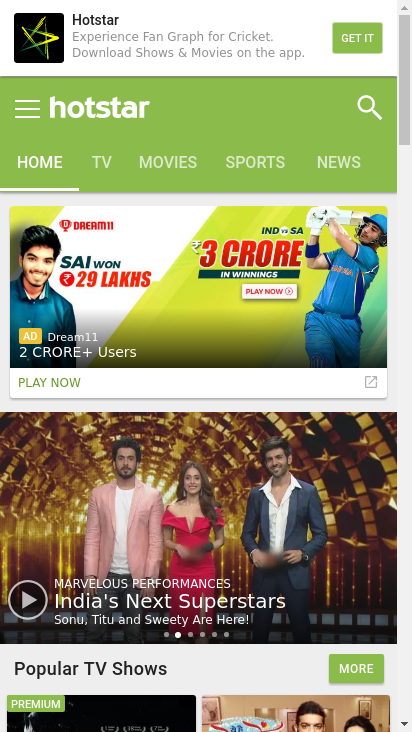 Hotstar
Experience Fan Graph for Cricket.
Download Shows & Movies on the app.
GET IT
hotstar
HOME TV MOVIES SPORTS NEWS
DREAM11
SAI WON
₹29 LAKHS
IND VS SA
₹3 CRORE
IN WINNINGS
PLAY NOW
AD Dream11
2 CRORE+ Users
PLAY NOW
MARVELOUS PERFORMANCES
India's Next Superstars
Sonu, Titu and Sweety Are Here!
Popular TV Shows
MORE
PREMIUM